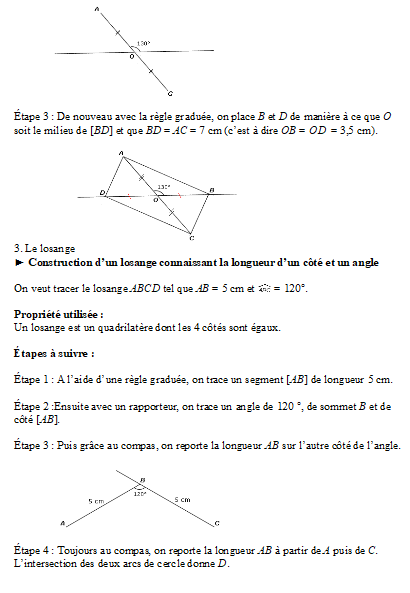 A
130°
O
C
Étape 3 : De nouveau avec la règle graduée, on place B et D de manière à ce que O
soit le milieu de [BD] et que BD = AC = 7 cm (c'est à dire OB = OD = 3,5 cm).
A
130°
D
B
O
C
3. Le losange
► Construction d'un losange connaissant la longueur d'un côté et un angle
On veut tracer le losange ABCD tel que AB = 5 cm et = 120°.
Propriété utilisée :
Un losange est un quadrilatère dont les 4 côtés sont égaux.
Étapes à suivre :
Étape 1 : A l'aide d'une règle graduée, on trace un segment [AB] de longueur 5 cm.
Étape 2 :Ensuite avec un rapporteur, on trace un angle de 120 °, de sommet B et de
côté [AB].
Étape 3 : Puis grâce au compas, on reporte la longueur AB sur l'autre côté de l'angle.
B
120°
5 cm
5 cm
A
C
Étape 4 : Toujours au compas, on reporte la longueur AB à partir de A puis de C.
L'intersection des deux arcs de cercle donne D.